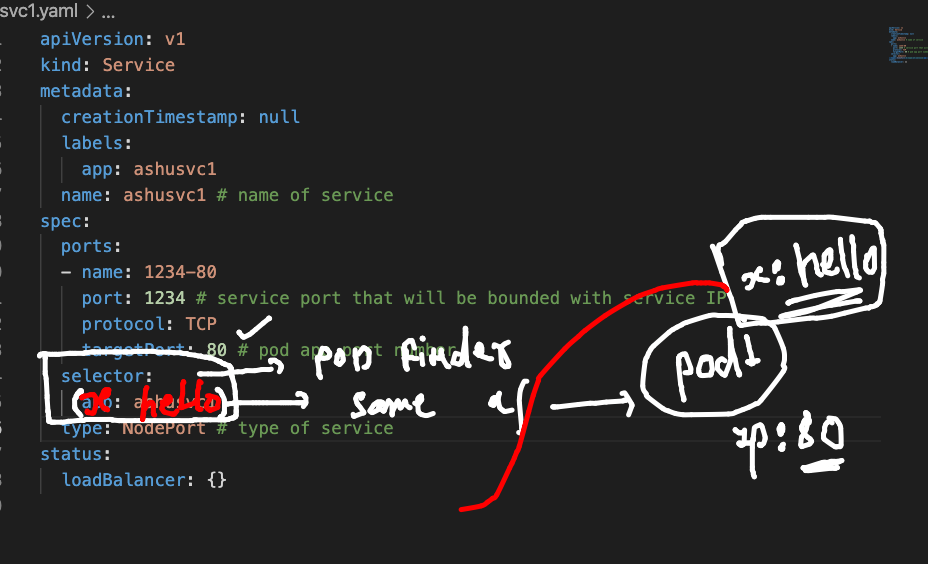 svc1.yaml > ...
apiVersion: v1
kind: Service
metadata:
creationTimestamp: null
labels:
app: ashusvc1
name: ashusvc1 # name of service
spec:
ports:
- name: 1234-80
port: 1234 # service port that will be bounded with service IP
protocol: TCP
targetPort: 80 # pod app port number
selector:
app: ashusvc1
type: NodePort # type of service
status:
loadBalancer: {}
x: hello
pod1
pod finder
x hello
same
:80